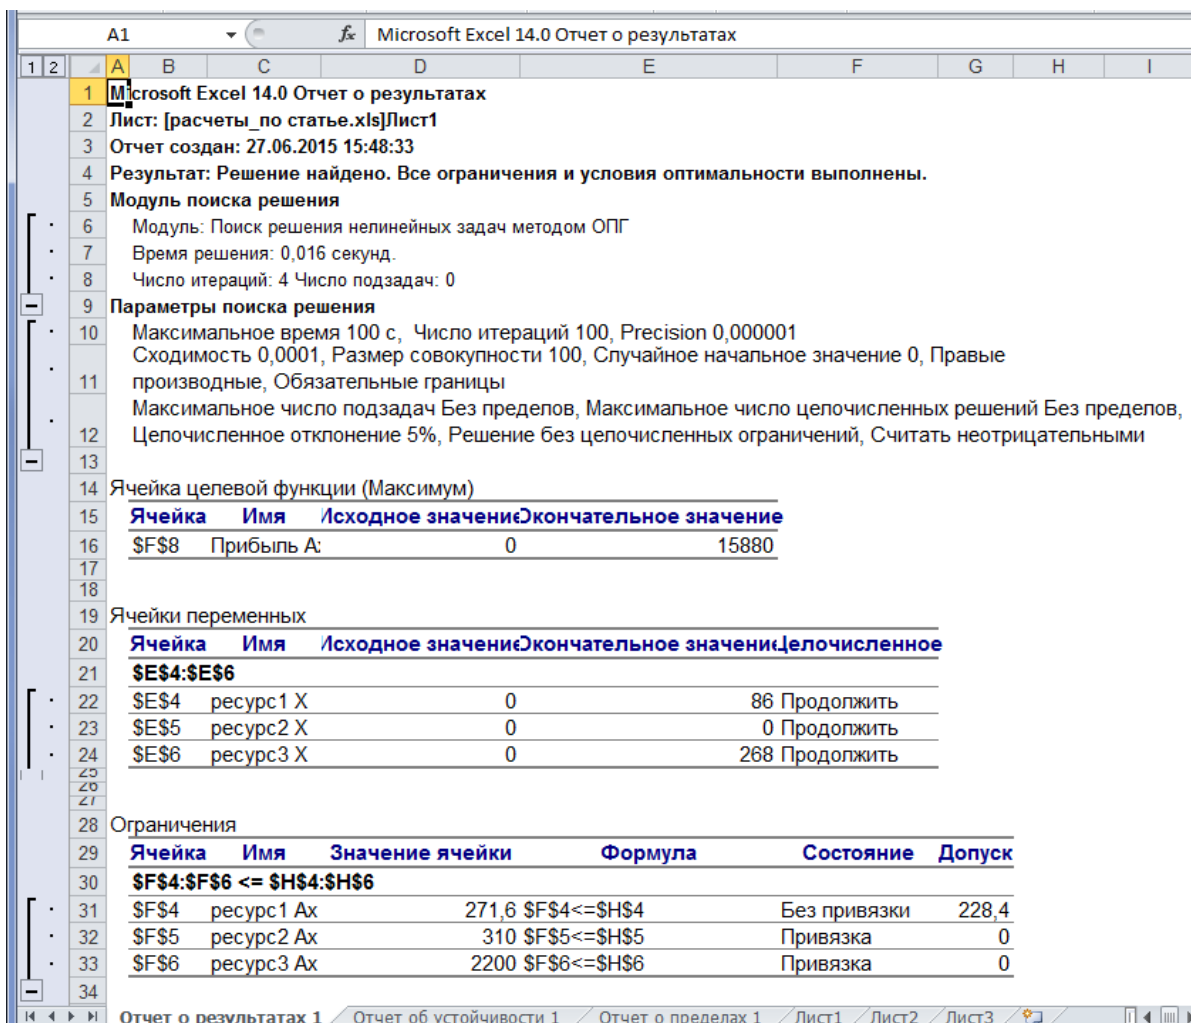 A1 fx Microsoft Excel 14.0 Отчет о результатах
1 2 A B C D E F G H I
1 Microsoft Excel 14.0 Отчет о результатах
2 Лист: [расчеты_по статье.xls]Лист1
3 Отчет создан: 27.06.2015 15:48:33
4 Результат: Решение найдено. Все ограничения и условия оптимальности выполнены.
5 Модуль поиска решения
6 Модуль: Поиск решения нелинейных задач методом ОПГ
7 Время решения: 0,016 секунд.
8 Число итераций: 4 Число подзадач: 0
9 Параметры поиска решения
10 Максимальное время 100 с, Число итераций 100, Precision 0,000001
Сходимость 0,0001, Размер совокупности 100, Случайное начальное значение 0, Правые
11 производные, Обязательные границы
Максимальное число подзадач Без пределов, Максимальное число целочисленных решений Без пределов,
12 Целочисленное отклонение 5%, Решение без целочисленных ограничений, Считать неотрицательными
13
14 Ячейка целевой функции (Максимум)
15 Ячейка Имя Исходное значение Окончательное значение
16 $F$8 Прибыль Ax 0 15880
17
18
19 Ячейки переменных
20 Ячейка Имя Исходное значение Окончательное значение Целочисленное
21 $E$4:$E$6
22 $E$4 ресурс1 X 0 86 Продолжить
23 $E$5 ресурс2 X 0 0 Продолжить
24 $E$6 ресурс3 X 0 268 Продолжить
25
26
27
28 Ограничения
29 Ячейка Имя Значение ячейки Формула Состояние Допуск
30 $F$4:$F$6 <= $H$4:$H$6
31 $F$4 ресурс1 Ax 271,6 $F$4<=$H$4 Без привязки 228,4
32 $F$5 ресурс2 Ax 310 $F$5<=$H$5 Привязка 0
33 $F$6 ресурс3 Ax 2200 $F$6<=$H$6 Привязка 0
34
Отчет о результатах 1 Отчет об устойчивости 1 Отчет о пределах 1 Лист1 Лист2 Лист3